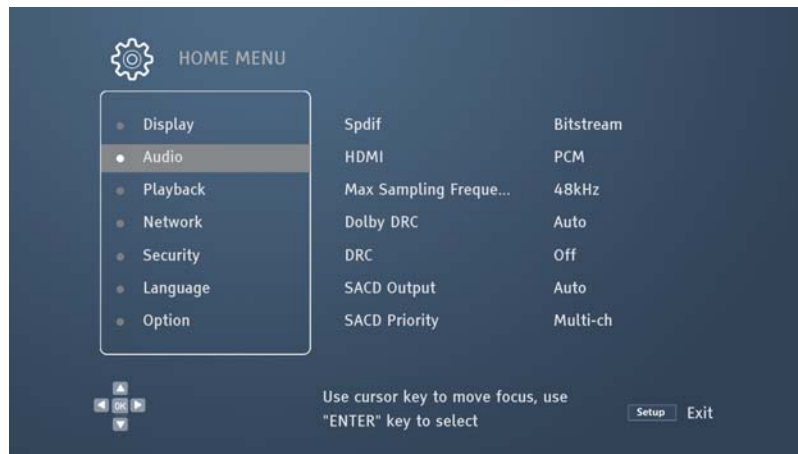 HOME MENU
Display Spdif Bitstream
Audio HDMI PCM
Playback Max Sampling Freque... 48kHz
Network Dolby DRC Auto
Security DRC Off
Language SACD Output Auto
Option SACD Priority Multi-ch
OK
Use cursor key to move focus, use
"ENTER" key to select
Setup Exit